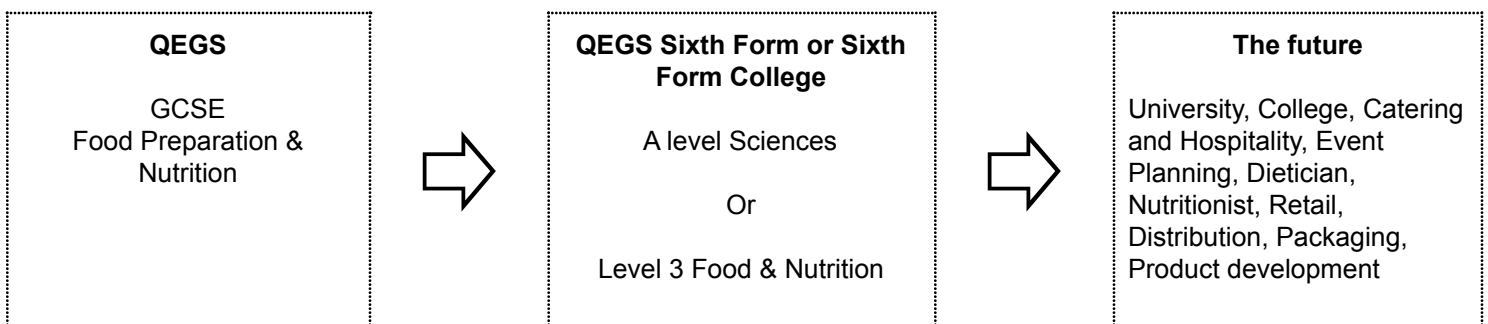 QEGS
GCSE
Food Preparation &
Nutrition
QEGS Sixth Form or Sixth
Form College
A level Sciences
Or
Level 3 Food & Nutrition
The future
University, College, Catering
and Hospitality, Event
Planning, Dietician,
Nutritionist, Retail,
Distribution, Packaging,
Product development